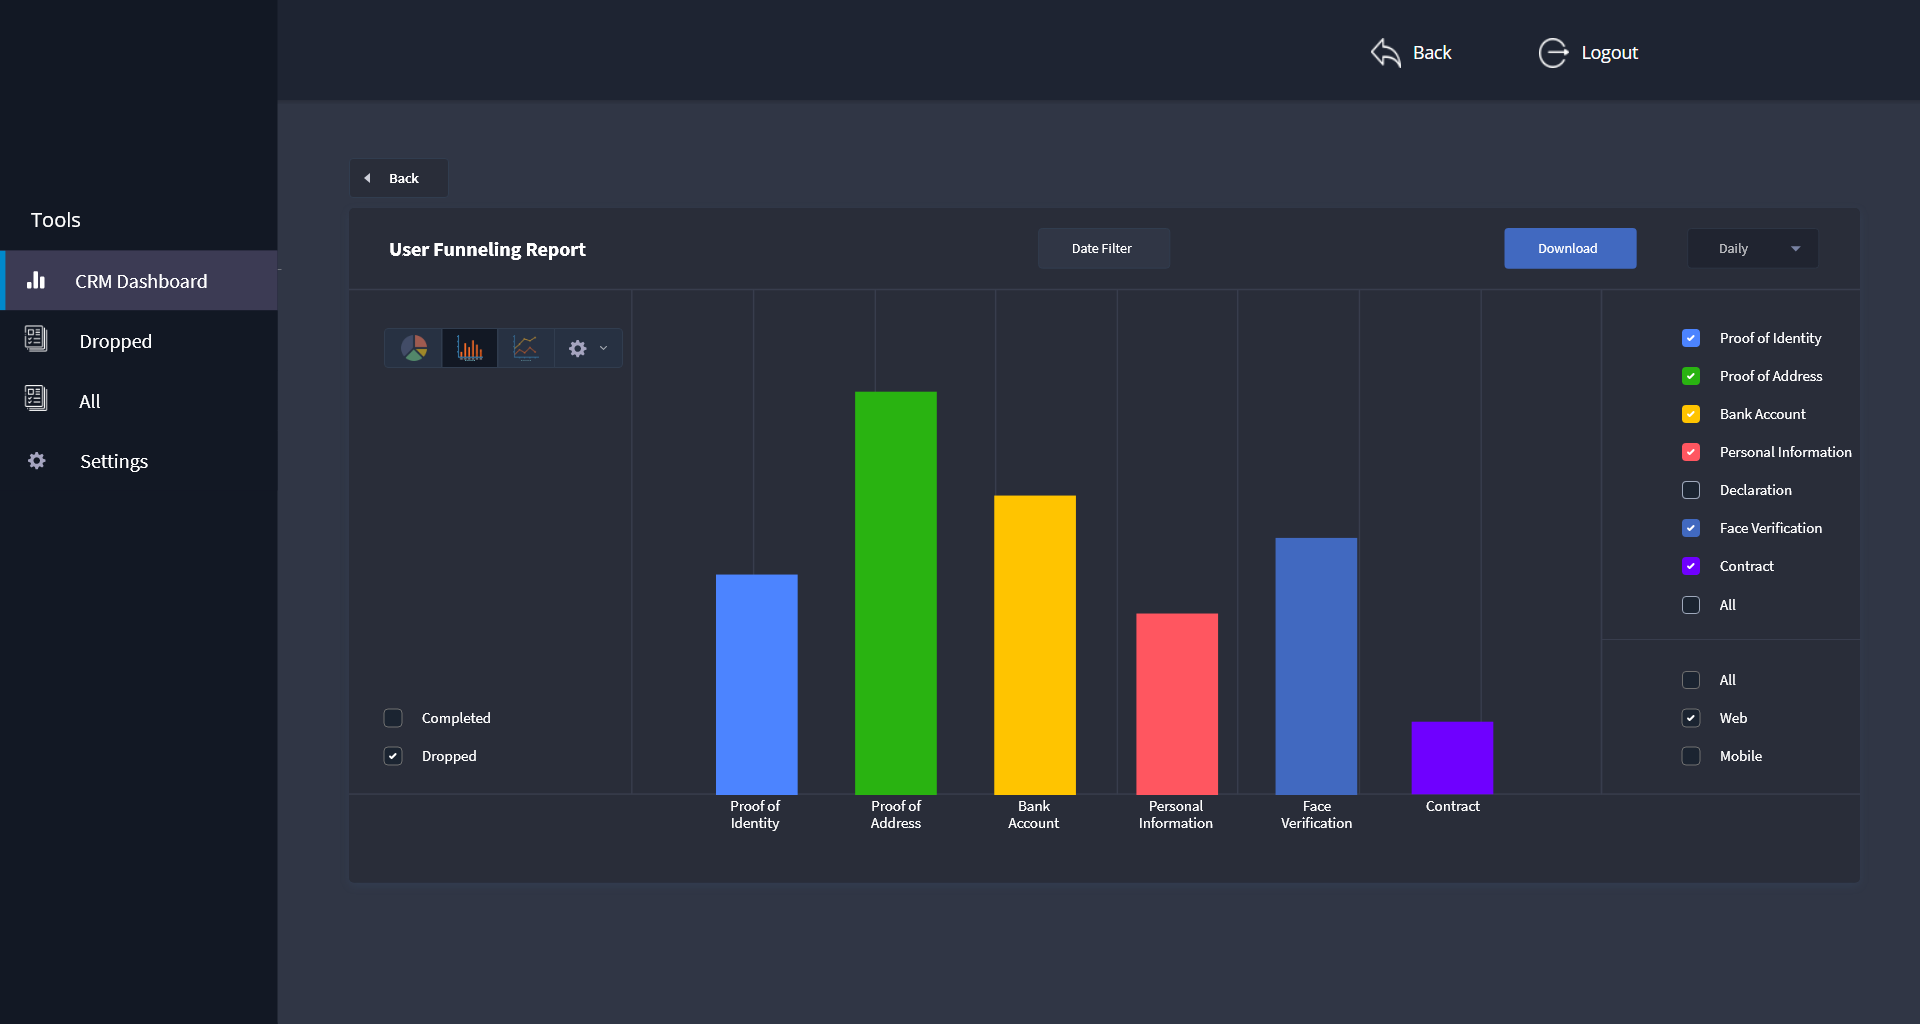 Back
Logout
Tools
CRM Dashboard
Dropped
All
Settings
Back
User Funneling Report
Date Filter
Download
Daily
Completed
Dropped
Proof of
Identity
Proof of
Address
Bank
Account
Personal
Information
Face
Verification
Contract
Proof of Identity
Proof of Address
Bank Account
Personal Information
Declaration
Face Verification
Contract
All
All
Web
Mobile